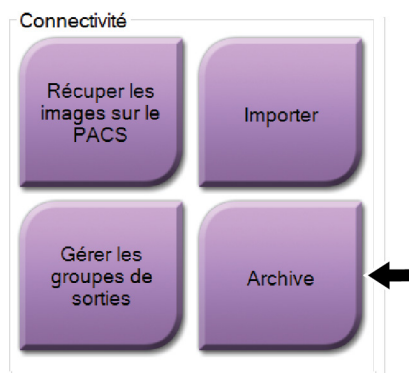 Connectivité
Récuper les
images sur le
PACS
Importer
Gérer les
groupes de
sorties
Archive